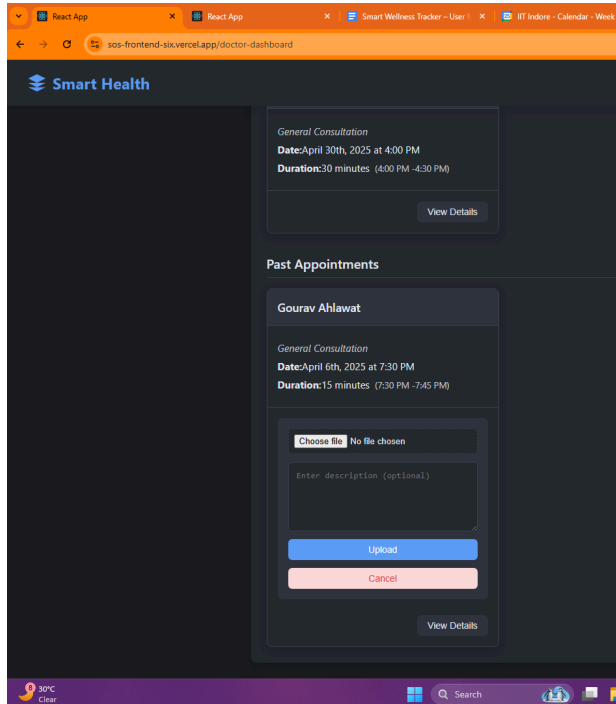 React App
React App
Smart Wellness Tracker – User
IIT Indore - Calendar - Week
sos-frontend-six.vercel.app/doctor-dashboard
Smart Health
General Consultation
Date:April 30th, 2025 at 4:00 PM
Duration:30 minutes (4:00 PM -4:30 PM)
View Details
Past Appointments
Gourav Ahlawat
General Consultation
Date:April 6th, 2025 at 7:30 PM
Duration:15 minutes (7:30 PM -7:45 PM)
Choose file No file chosen
Enter description (optional)
Upload
Cancel
View Details
8
30°C
Clear
Search